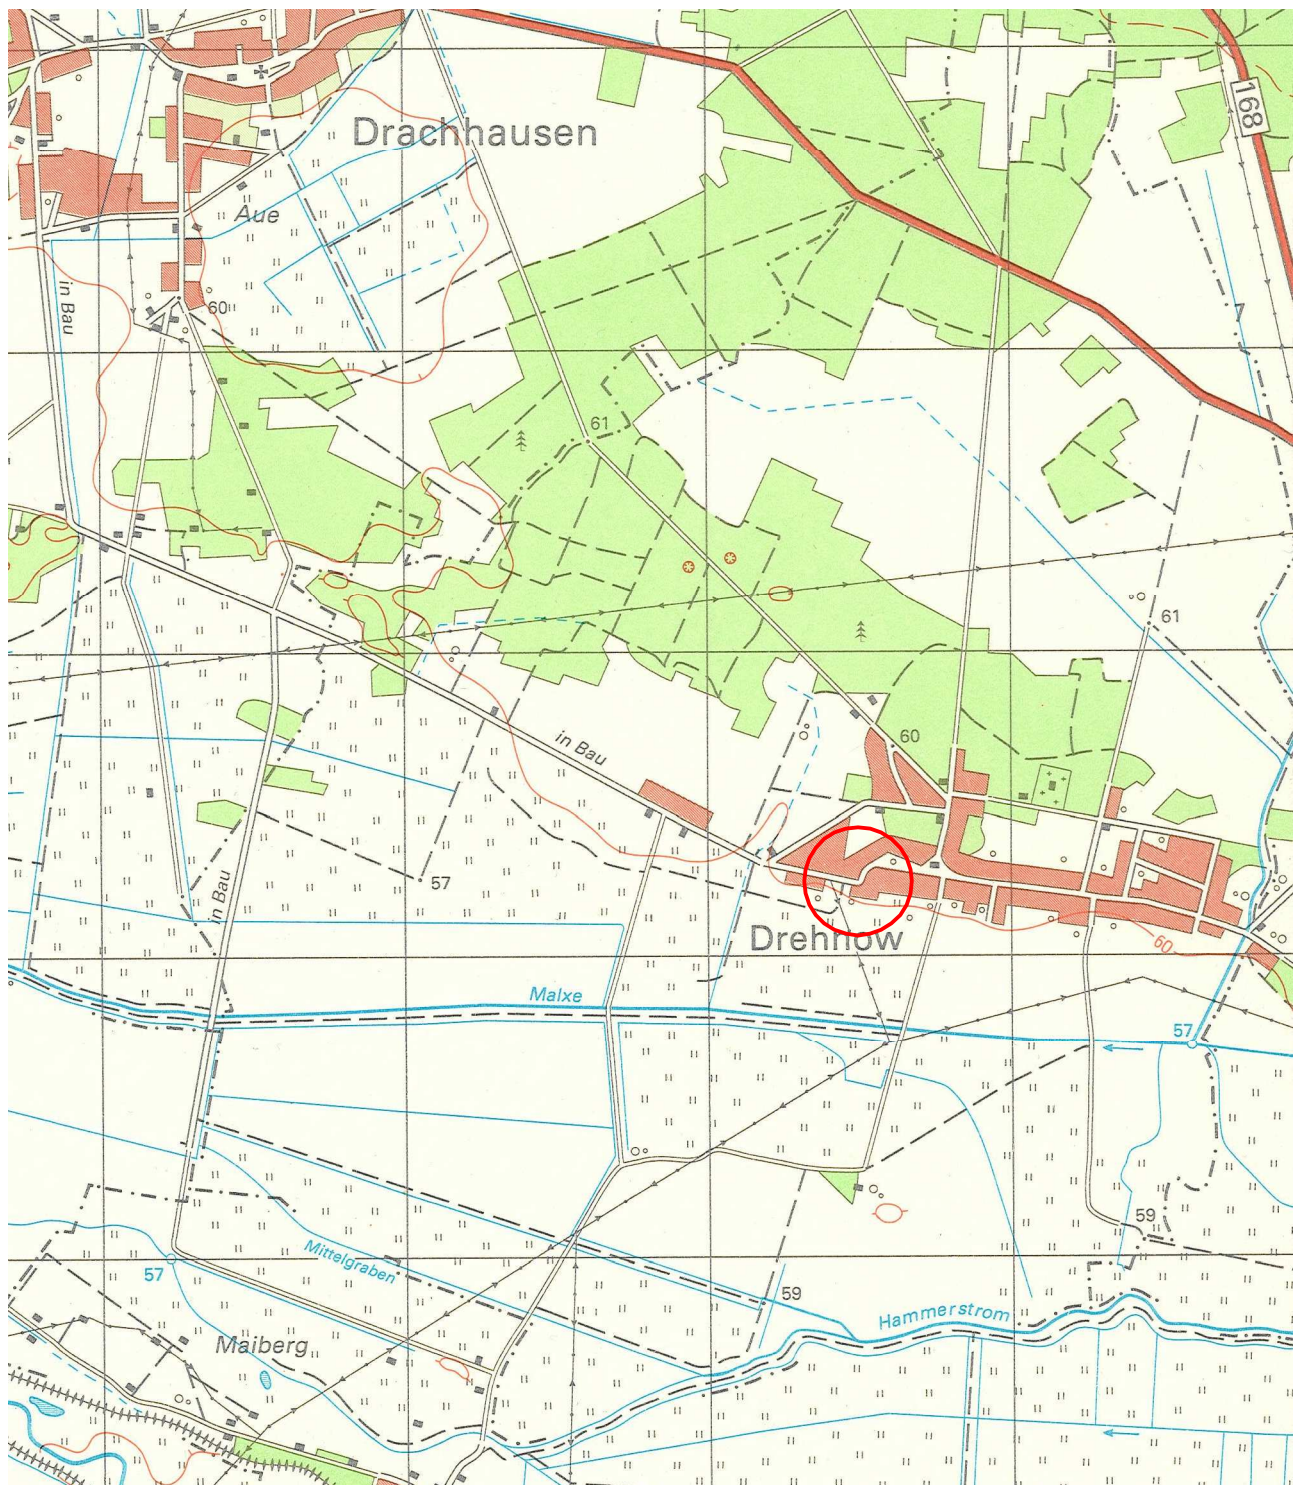 168
Drachhausen
Aue
in Bau
60
61
61
in Bau
60
57
in Bau
Drehnow
60
Malxe
57
59
57
Mittelgraben
59
Hammerstrom
Maiberg